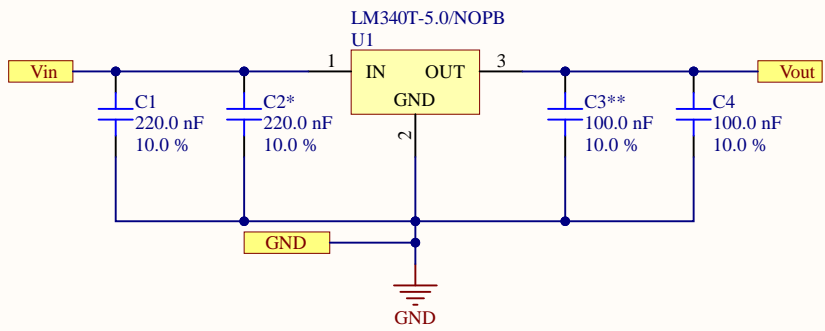 LM340T-5.0/NOPB
U1
Vin
1
IN
OUT
GND
3
Vout
2
C1
220.0 nF
10.0 %
C2*
220.0 nF
10.0 %
C3**
100.0 nF
10.0 %
C4
100.0 nF
10.0 %
GND
GND